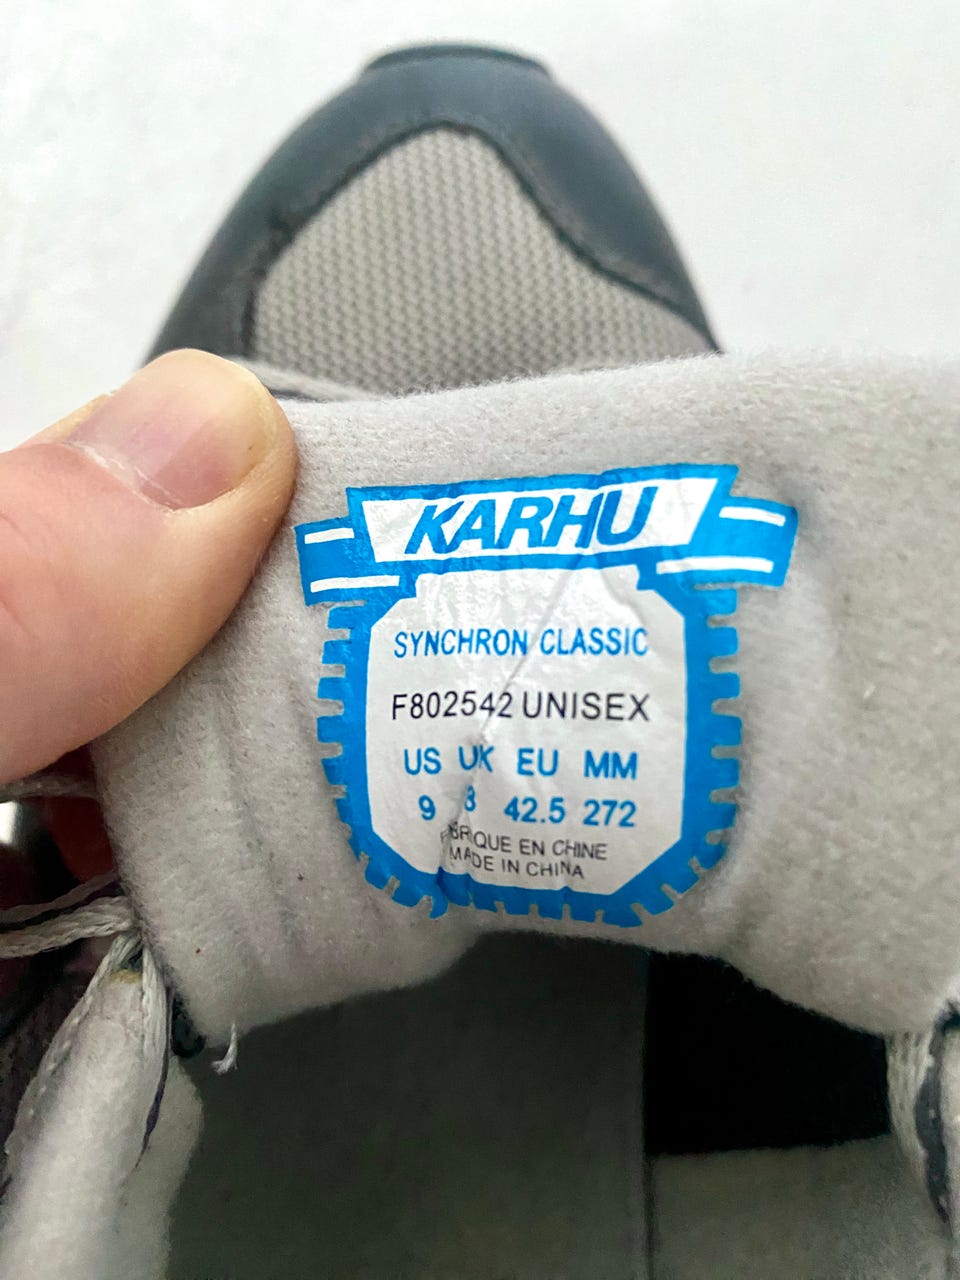 KARHU
SYNCHRON CLASSIC
F802542 UNISEX
US UK EU MM
9 8 42.5 272
FABRIQUE EN CHINE
MADE IN CHINA